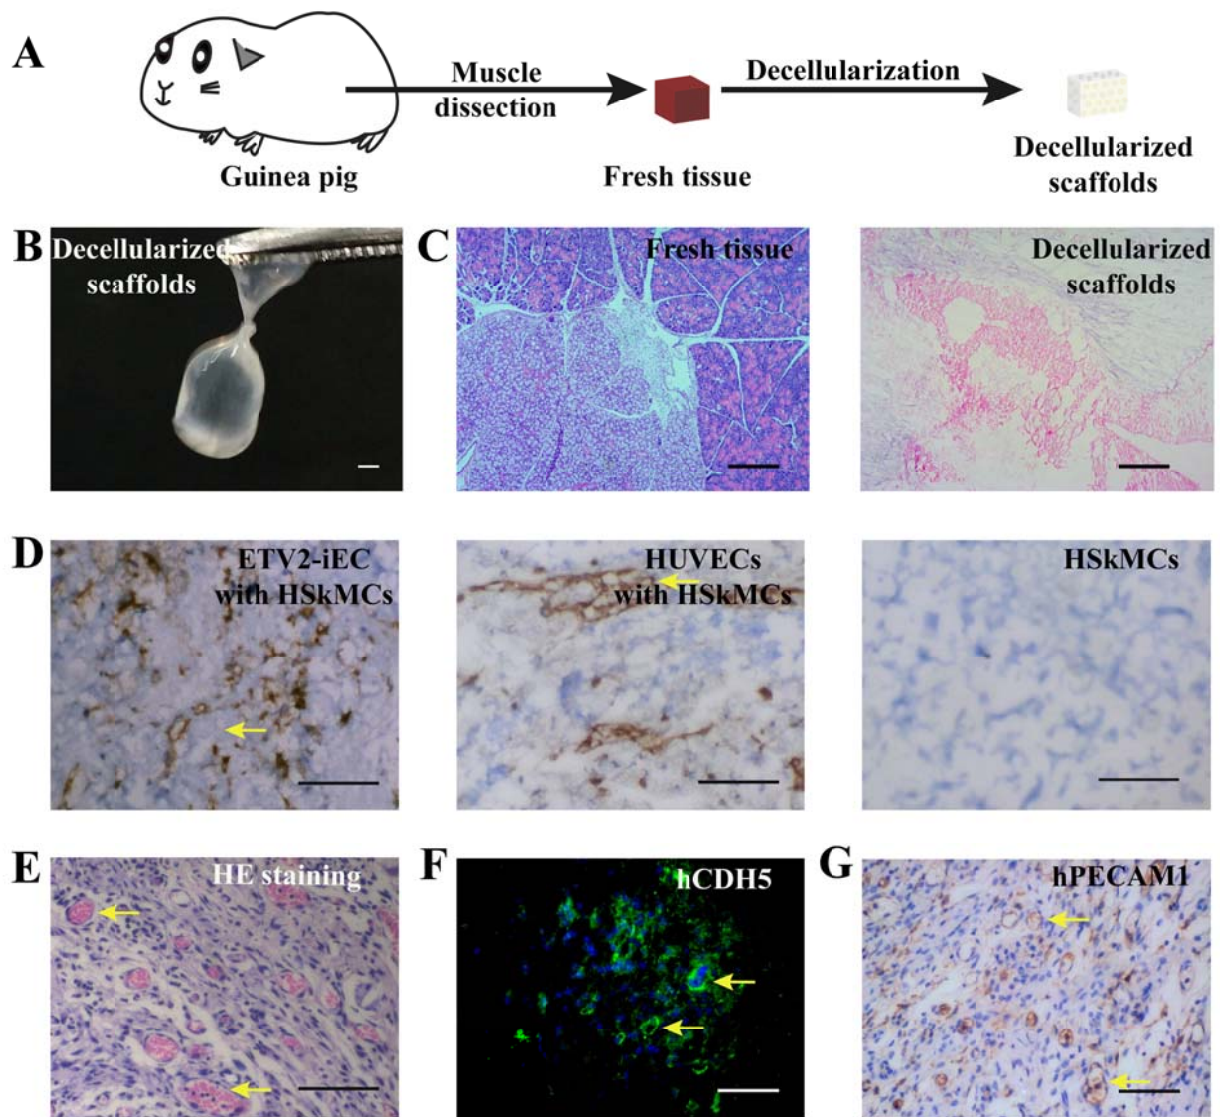 A
Muscle
dissection
Decellularization
Guinea pig
Fresh tissue
Decellularized
scaffolds
B
Decellularized
scaffolds
C
Fresh tissue
Decellularized
scaffolds
D
ETV2-iEC
with HSkMCs
HUVECs
with HSkMCs
HSkMCs
E
HE staining
F
hCDH5
G
hPECAM1